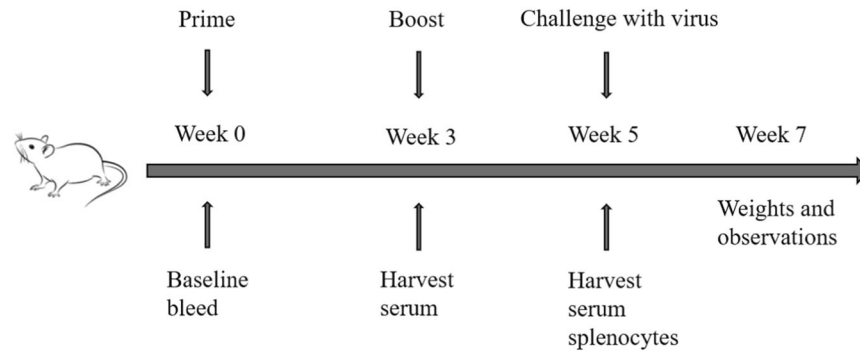 Prime
Boost
Challenge with virus
Week 0
Week 3
Week 5
Week 7
Weights and
observations
Baseline
bleed
Harvest
serum
Harvest
serum
splenocytes